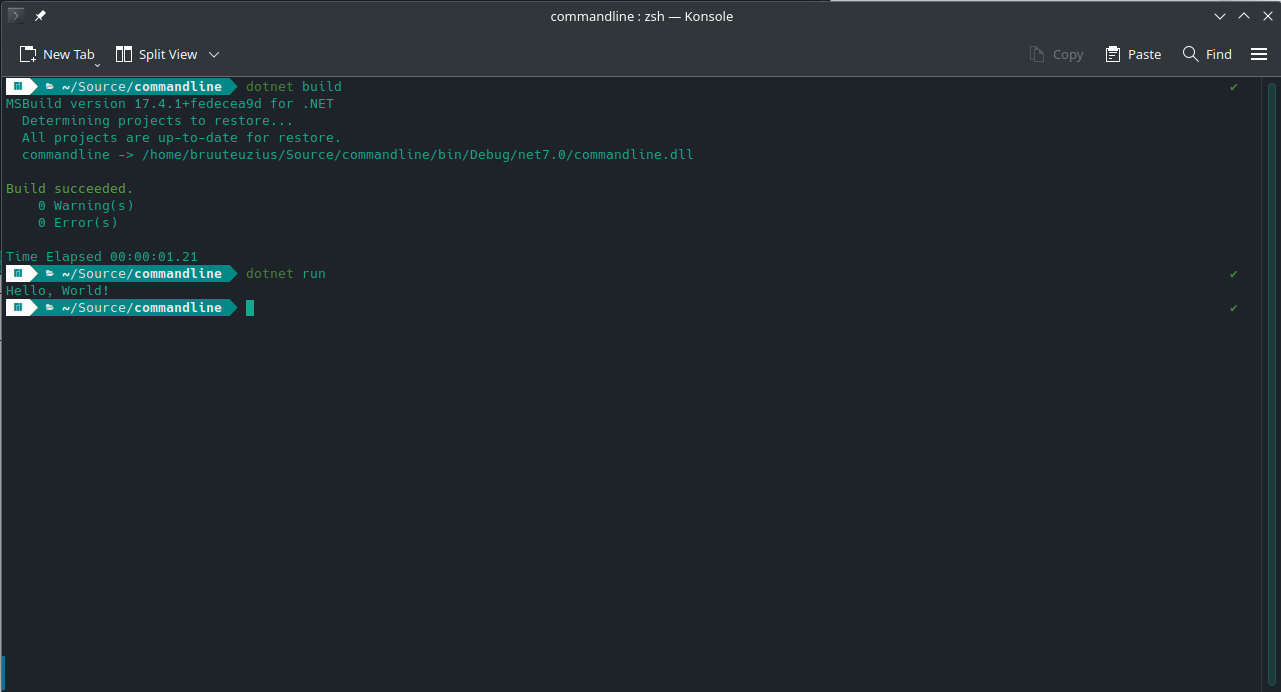 commandline : zsh — Konsole
New Tab Split View Copy Paste Find
~/Source/commandline dotnet build ✔
MSBuild version 17.4.1+fedecea9d for .NET
Determining projects to restore...
All projects are up-to-date for restore.
commandline -> /home/bruuteuzius/Source/commandline/bin/Debug/net7.0/commandline.dll
Build succeeded.
0 Warning(s)
0 Error(s)
Time Elapsed 00:00:01.21
~/Source/commandline dotnet run ✔
Hello, World!
~/Source/commandline ✔